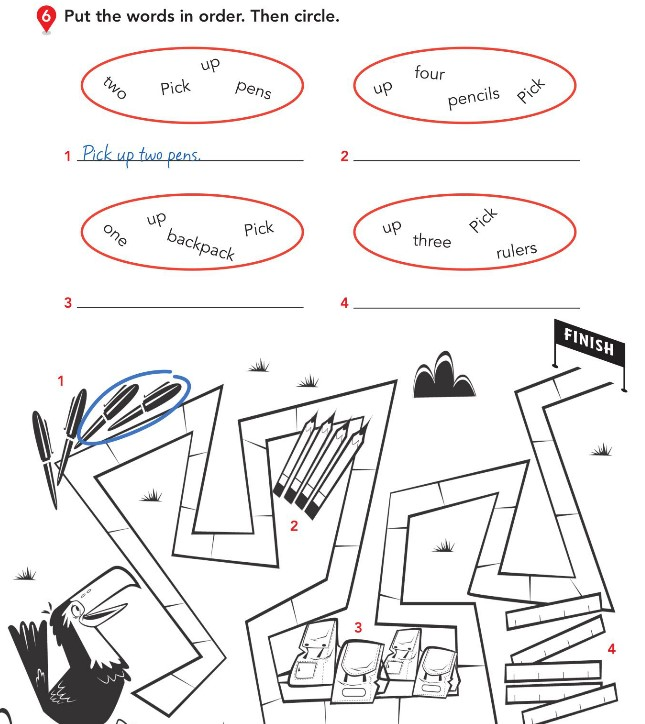 6 Put the words in order. Then circle.
two Pick up pens
up four pencils Pick
1 Pick up two pens.
2
one up backpack Pick
up three Pick rulers
3
4
FINISH
1
2
3
4